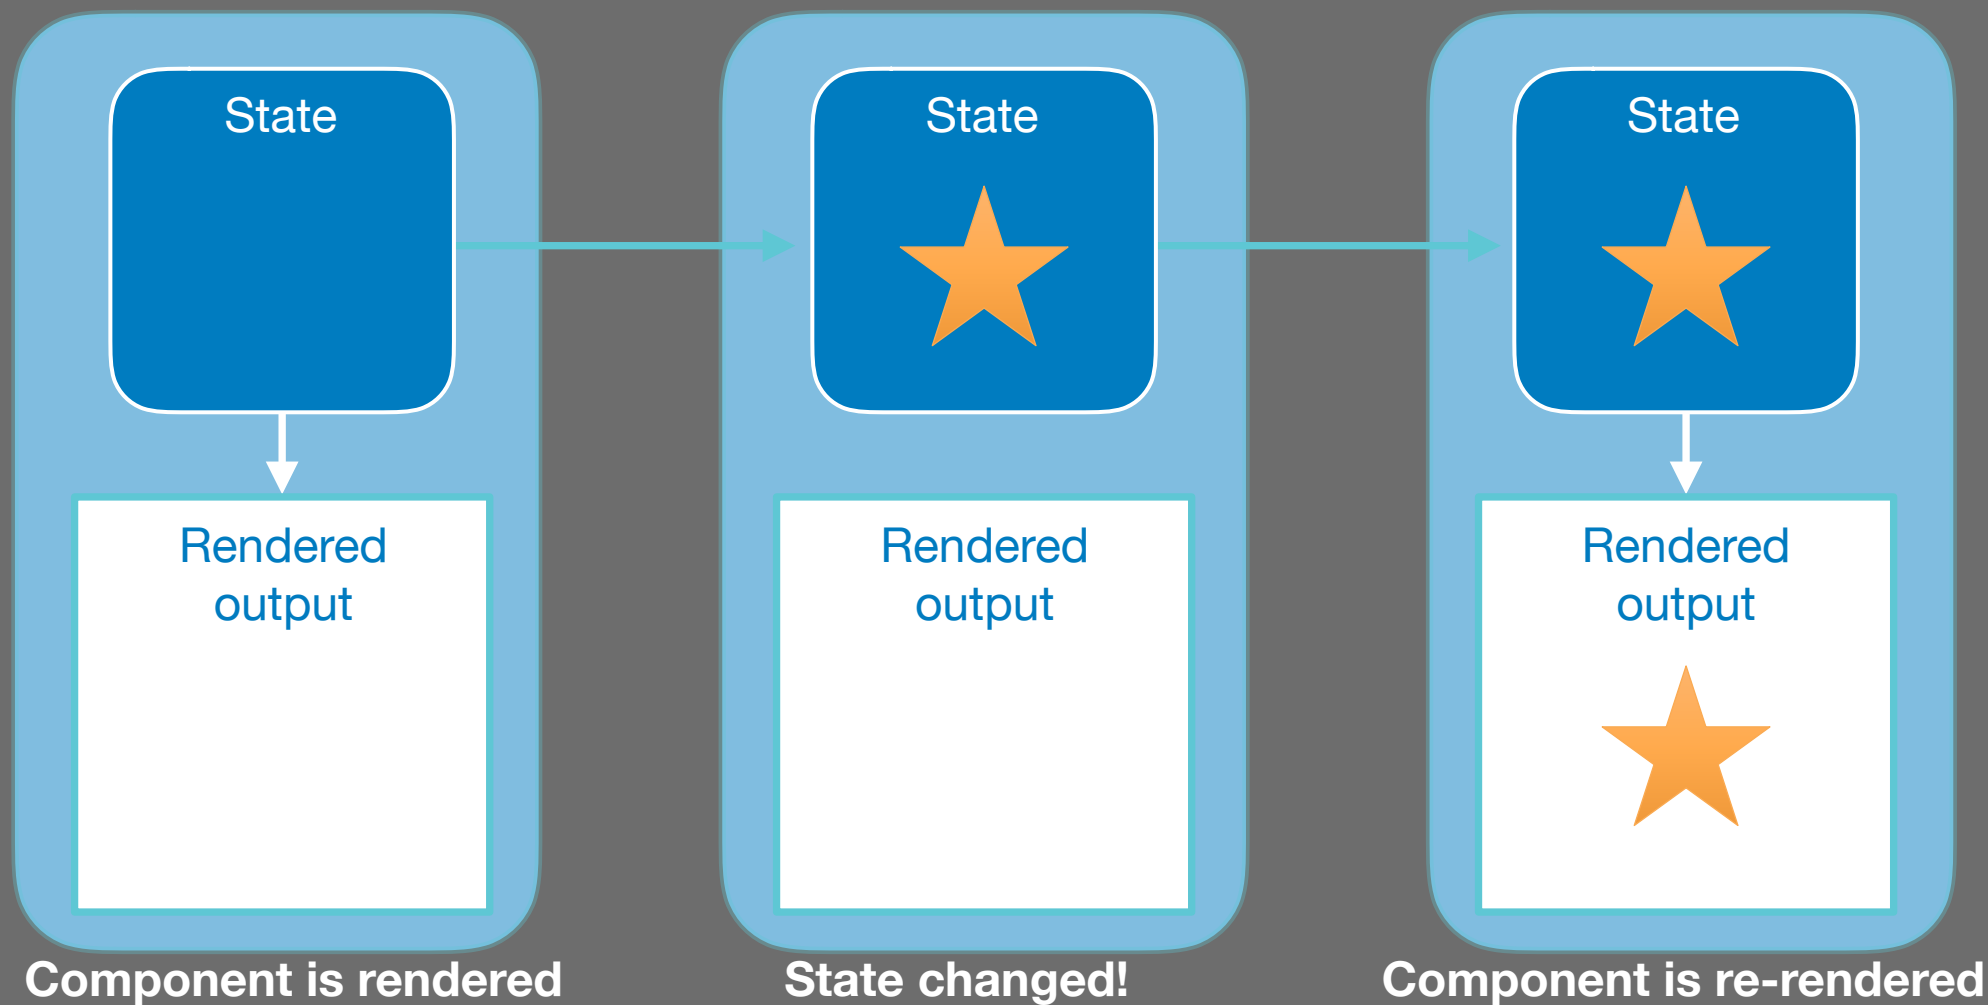 State
Rendered
output
Component is rendered
State
Rendered
output
State changed!
State
Rendered
output
Component is re-rendered